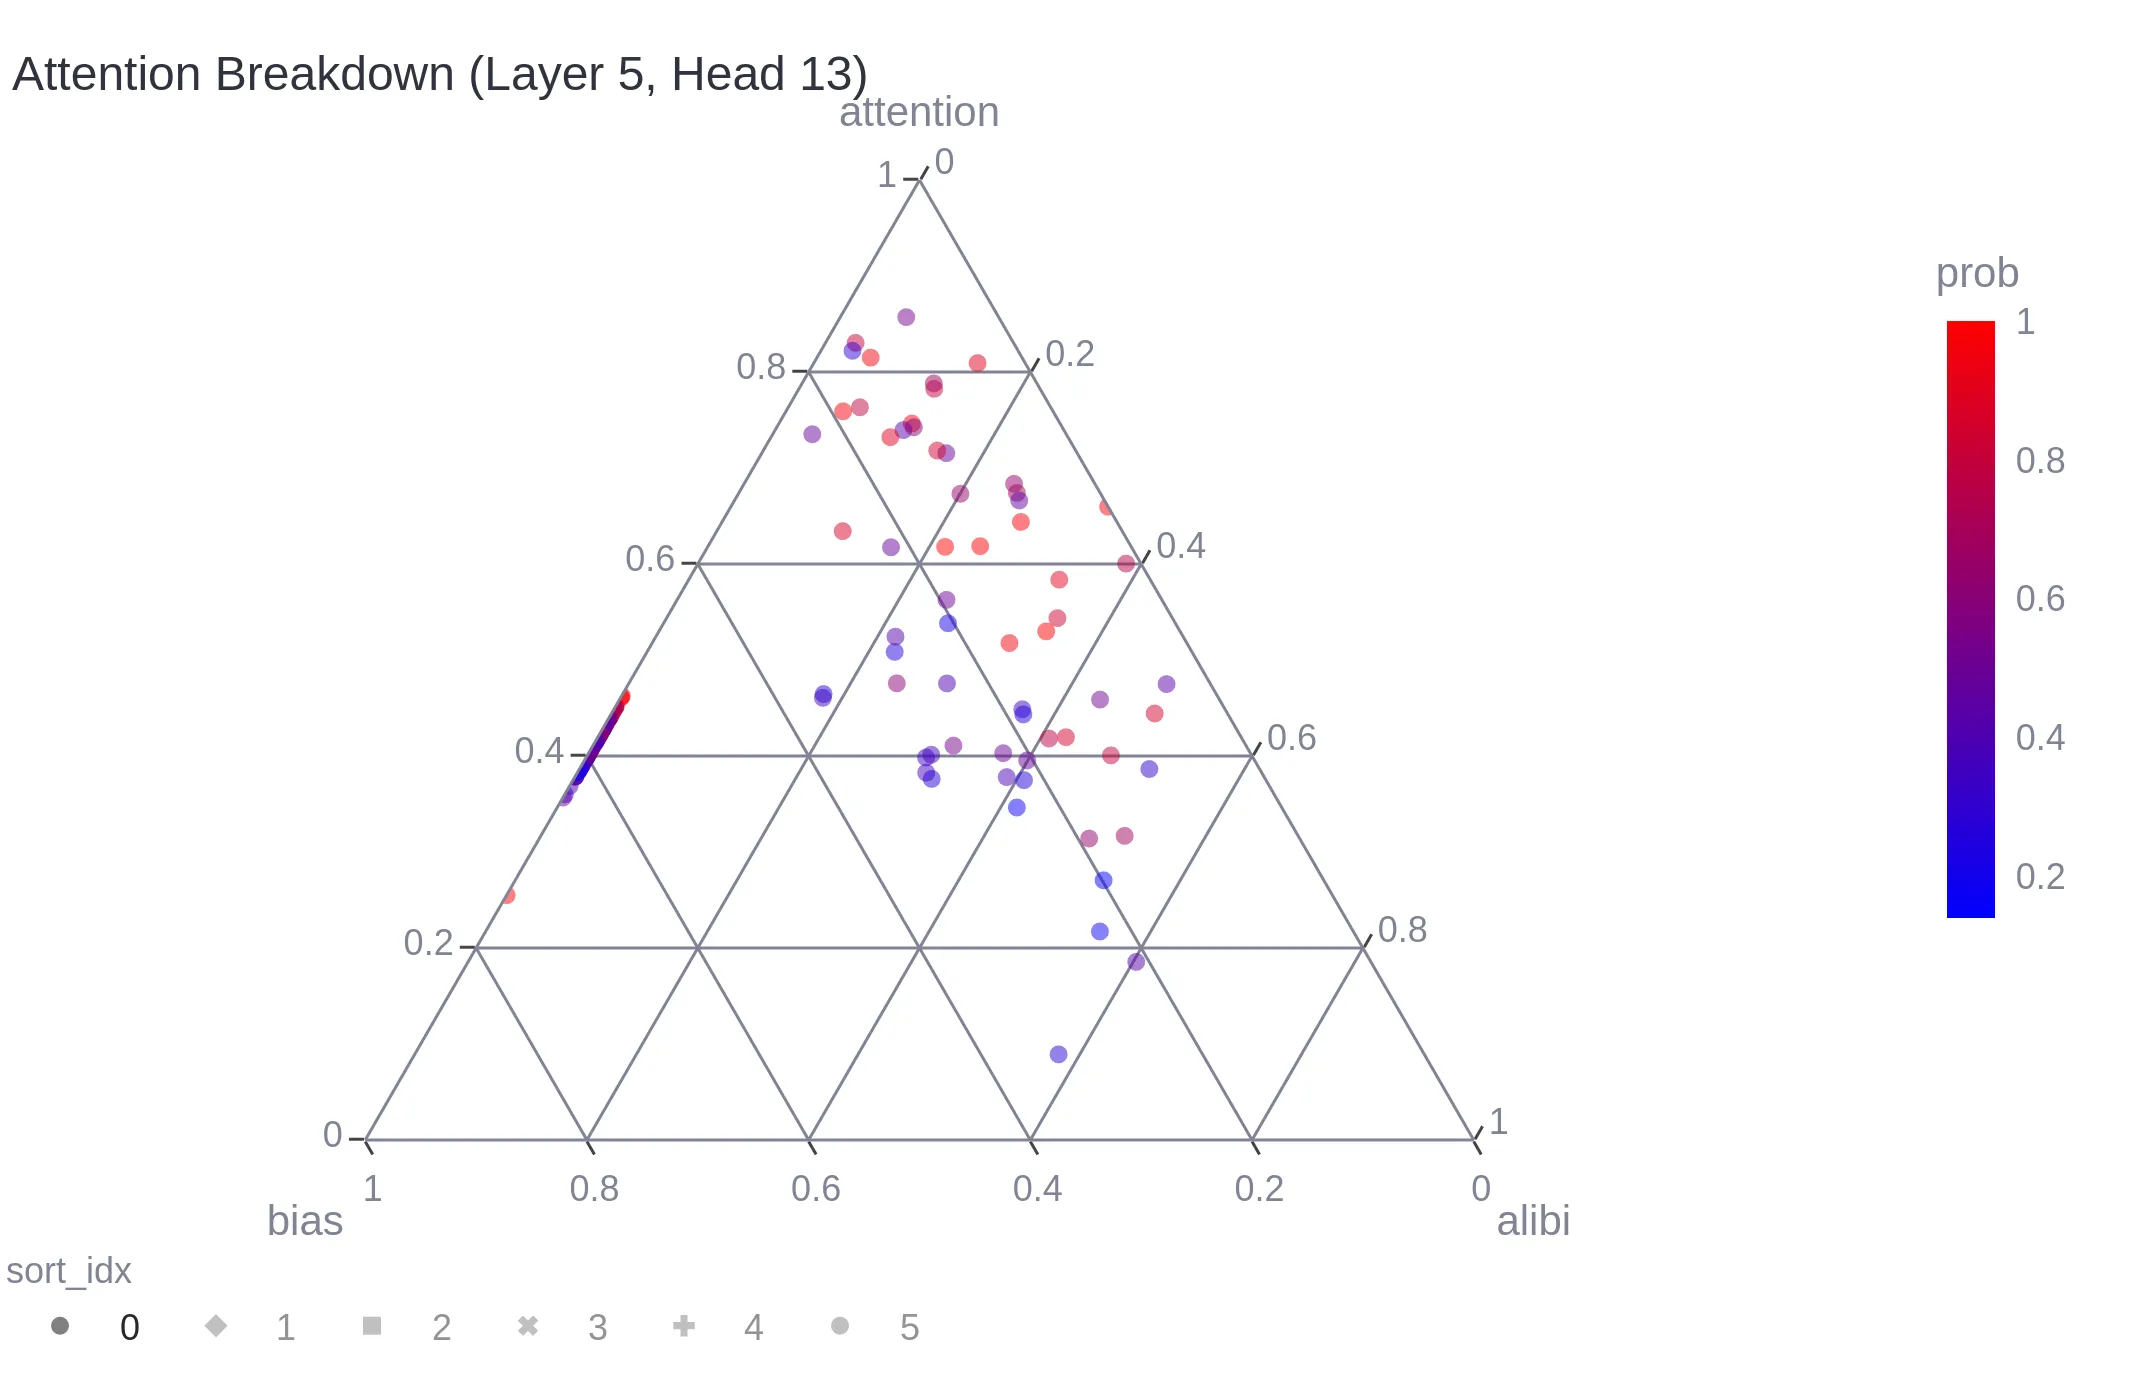 Attention Breakdown (Layer 5, Head 13)
attention
1 0
0.8 0.2
0.6 0.4
0.4 0.6
0.2 0.8
0 1
1 0.8 0.6 0.4 0.2 0
bias alibi
prob
1
0.8
0.6
0.4
0.2
sort_idx
0 1 2 3 4 5